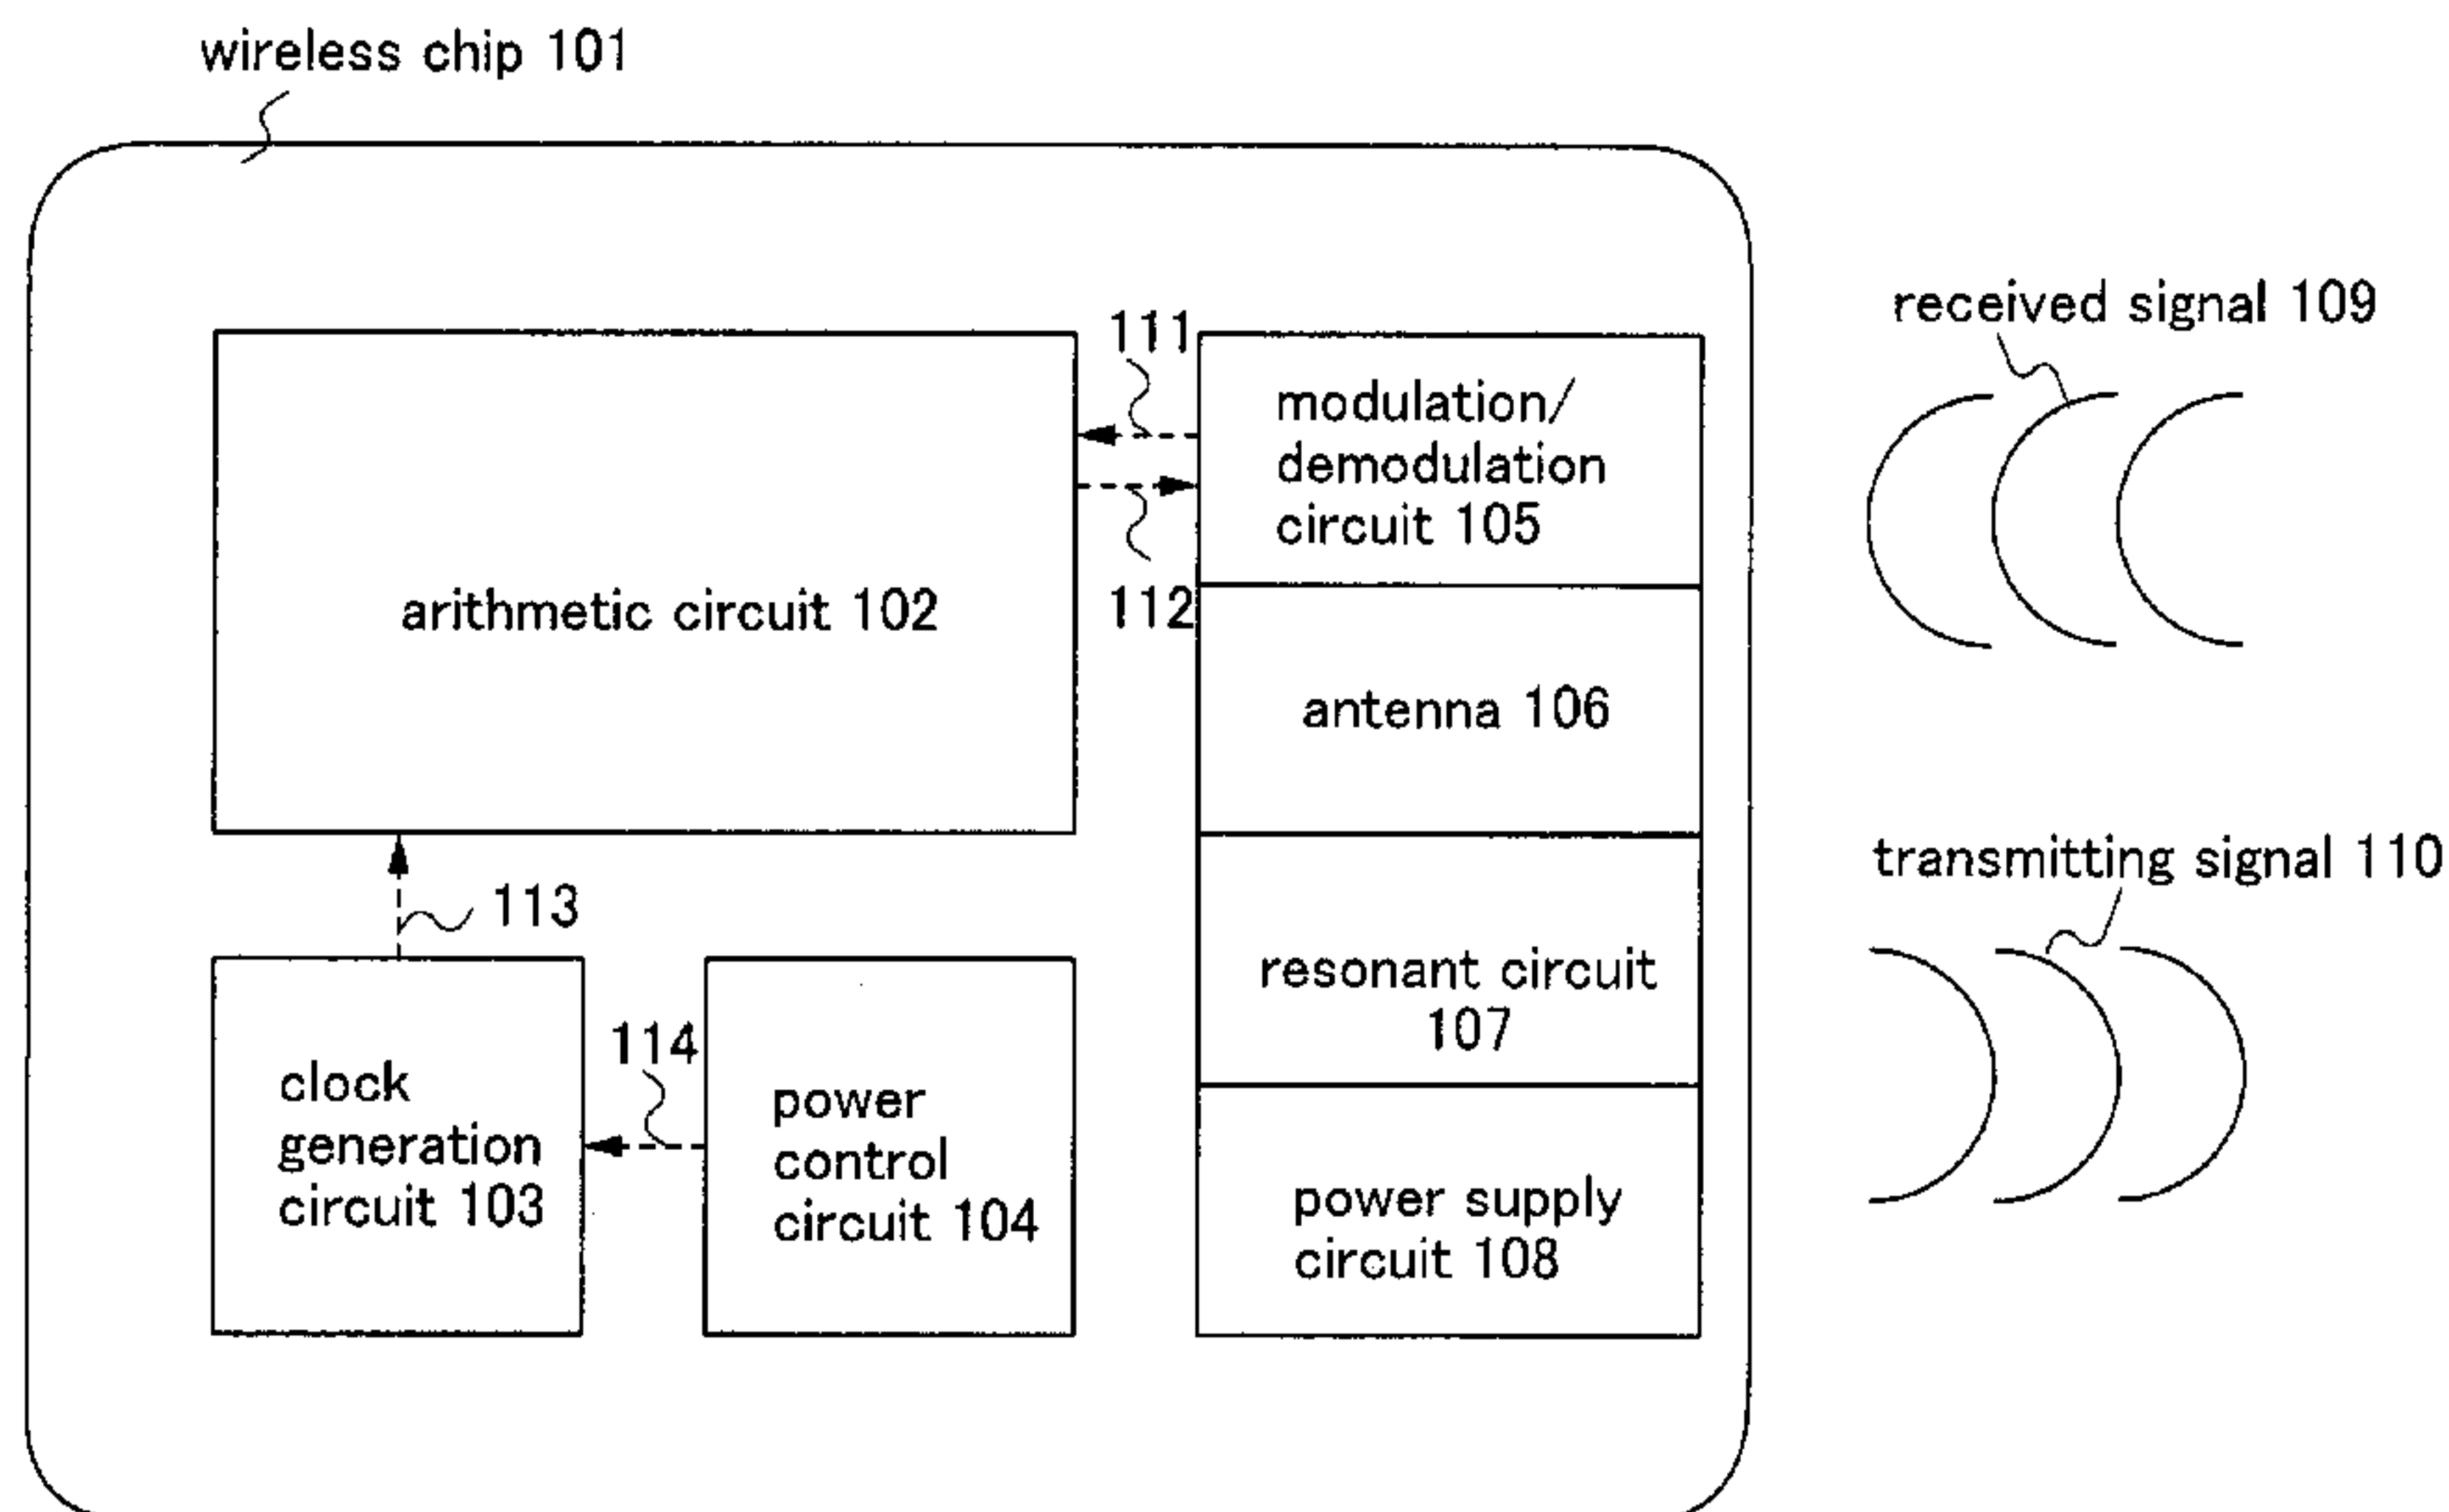 wireless chip 101
received signal 109
111
modulation/
demodulation
circuit 105
arithmetic circuit 102
112
antenna 106
transmitting signal 110
113
resonant circuit
107
114
clock
generation
circuit 103
power
control
circuit 104
power supply
circuit 108